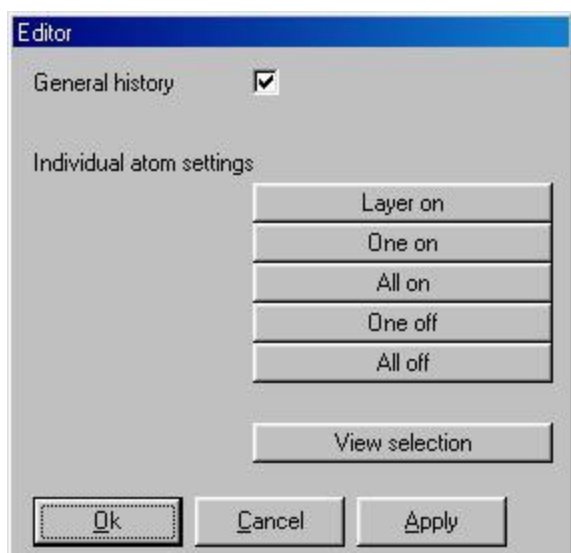 Editor
General history
Individual atom settings
Layer on
One on
All on
One off
All off
View selection
Ok Cancel Apply